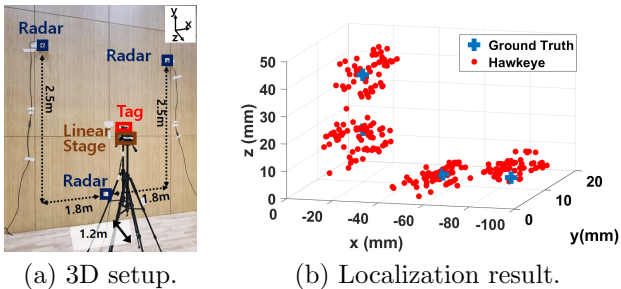 y
x
z
Radar
Radar
2.5m
2.5m
Tag
Linear
Stage
Radar
1.8m
1.8m
1.2m
(a) 3D setup.
Ground Truth
Hawkeye
50
40
30
20
10
0
z (mm)
0
-20
-40
-60
-80
-100
x (mm)
0
10
20
y(mm)
(b) Localization result.